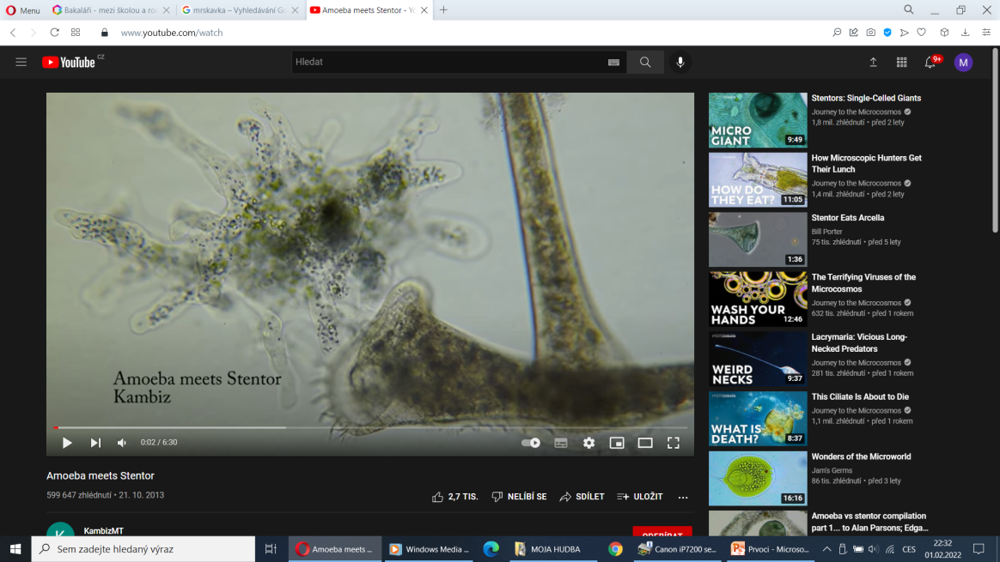 Menu
Bakaláři - mezi školou a ro
mrskavka – Vyhledávání Go
Amoeba meets Stentor - Yo
www.youtube.com/watch
YouTube CZ
Hledat
9+
M
Amoeba meets Stentor
Kambiz
0:02 / 6:30
Amoeba meets Stentor
599 647 zhlédnutí • 21. 10. 2013
2,7 TIS.
NELÍBÍ SE
SDÍLET
ULOŽIT
K
KambizMT
ODEBÍRAT
MICRO
GIANT
9:49
Stentors: Single-Celled Giants
Journey to the Microcosmos
1,8 mil. zhlédnutí • před 2 lety
HOW DO
THEY EAT?
11:05
How Microscopic Hunters Get
Their Lunch
Journey to the Microcosmos
1,4 mil. zhlédnutí • před 2 lety
1:36
Stentor Eats Arcella
Bill Porter
75 tis. zhlédnutí • před 5 lety
WASH YOUR
HANDS
12:46
The Terrifying Viruses of the
Microcosmos
Journey to the Microcosmos
632 tis. zhlédnutí • před 1 rokem
WEIRD
NECKS
9:37
Lacrymaria: Vicious Long-
Necked Predators
Journey to the Microcosmos
281 tis. zhlédnutí • před 1 rokem
WHAT IS
DEATH?
8:37
This Ciliate Is About to Die
Journey to the Microcosmos
1,1 mil. zhlédnutí • před 1 rokem
16:16
Wonders of the Microworld
Jam's Germs
86 tis. zhlédnutí • před 3 lety
Amoeba vs stentor compilation
part 1... to Alan Parsons; Edga...
Sem zadejte hledaný výraz
Amoeba meets ...
Windows Media ...
MOJA HUDBA
Canon iP7200 se...
Prvoci - Microso...
CES
22:32
01.02.2022